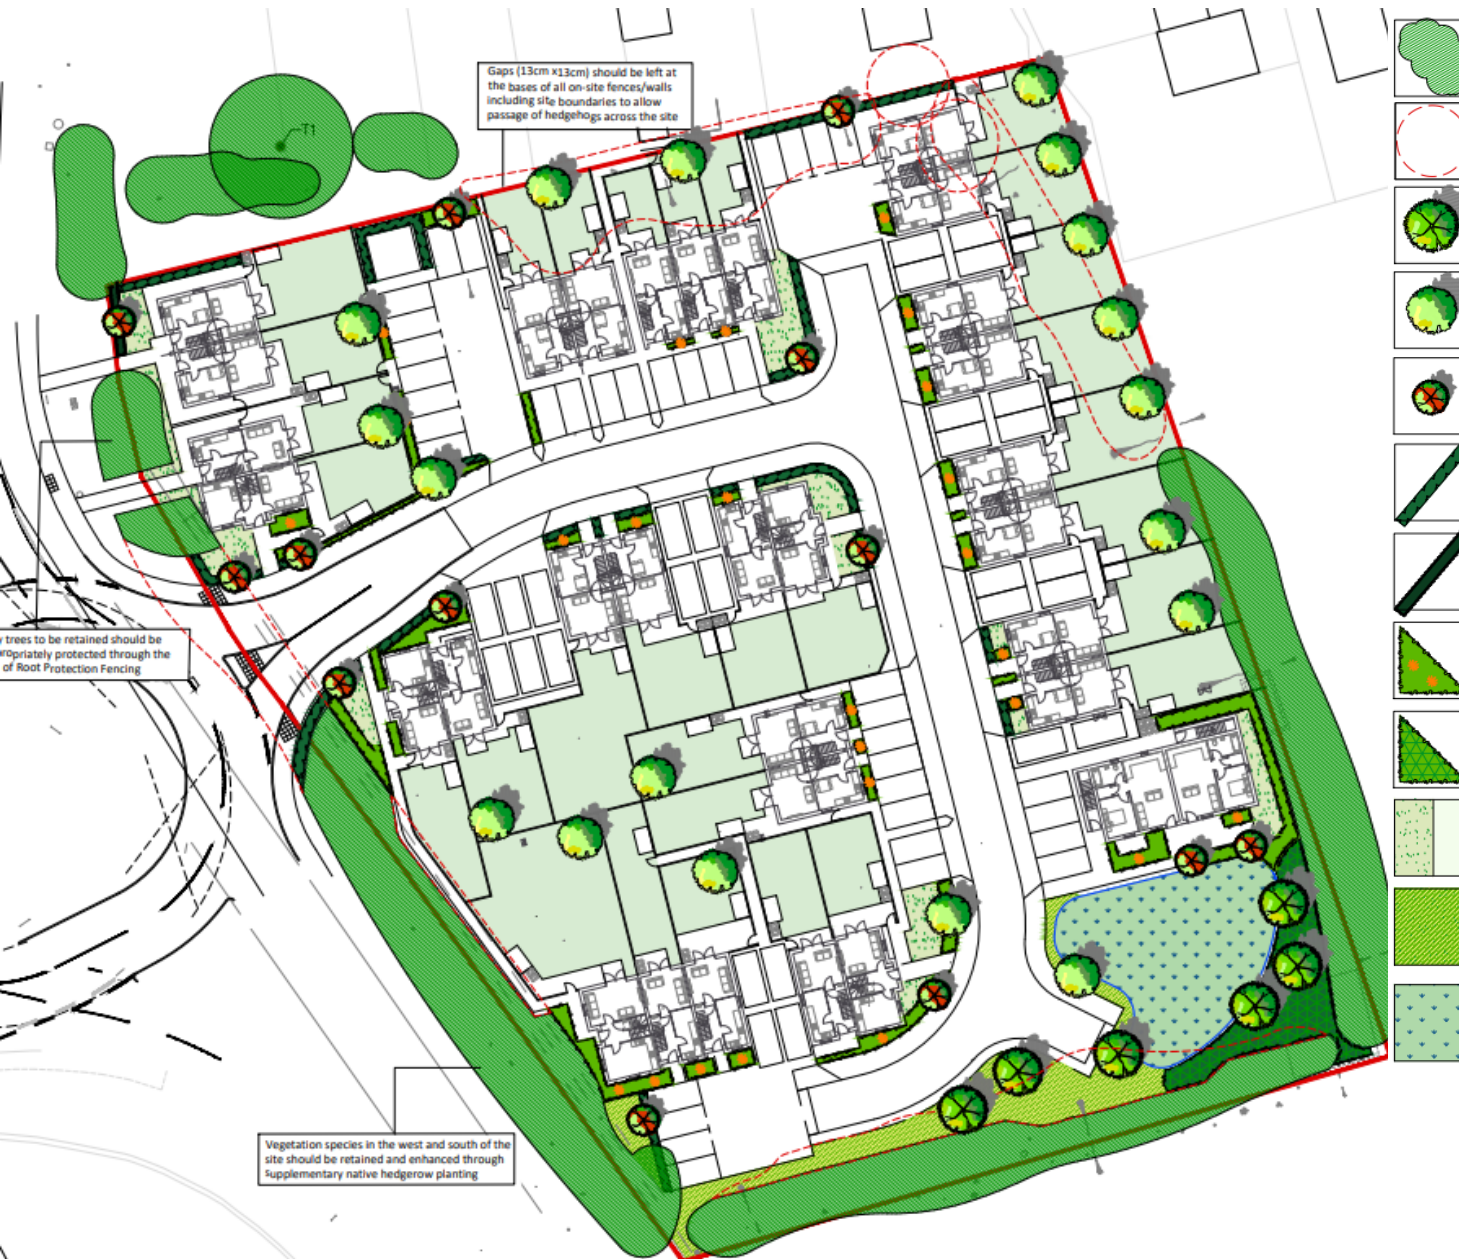 Gaps (13cm x13cm) should be left at
the bases of all on-site fences/walls
including site boundaries to allow
passage of hedgehogs across the site
T1
trees to be retained should be
propriately protected through the
of Root Protection Fencing
Vegetation species in the west and south of the
site should be retained and enhanced through
supplementary native hedgerow planting